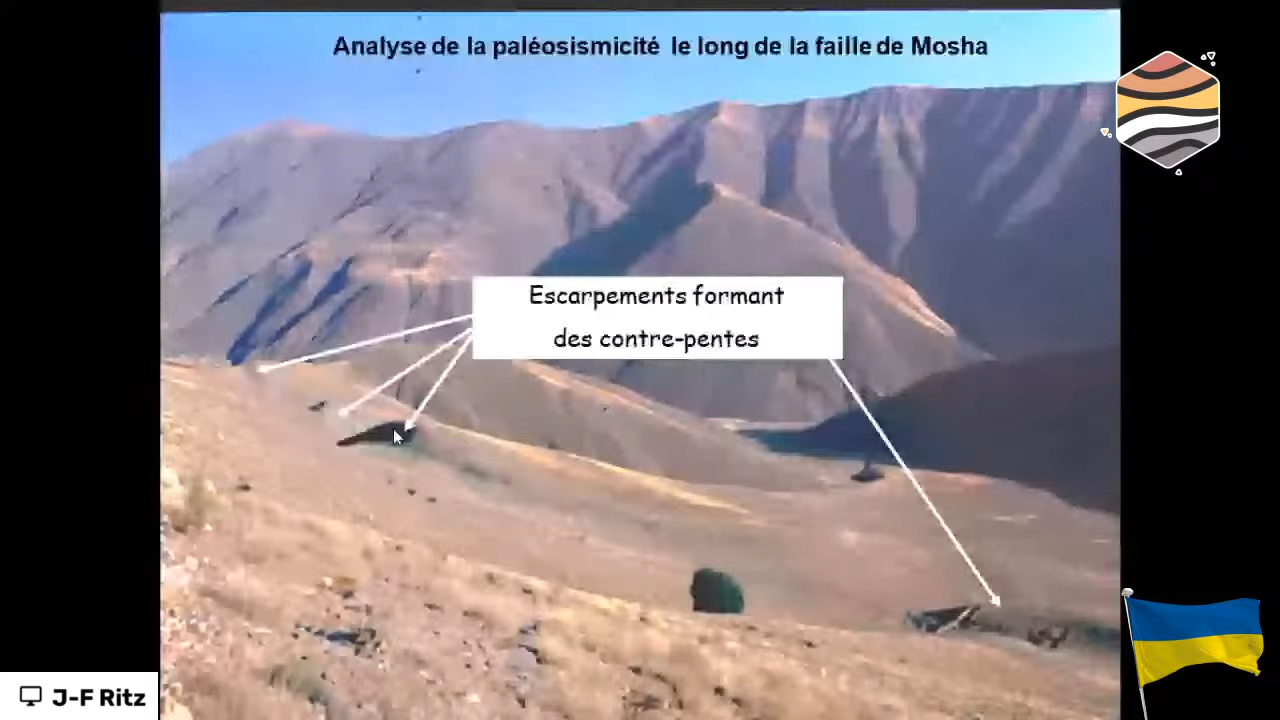 Analyse de la paléosismicité le long de la faille de Mosha
Escarpements formant
des contre-pentes
J-F Ritz